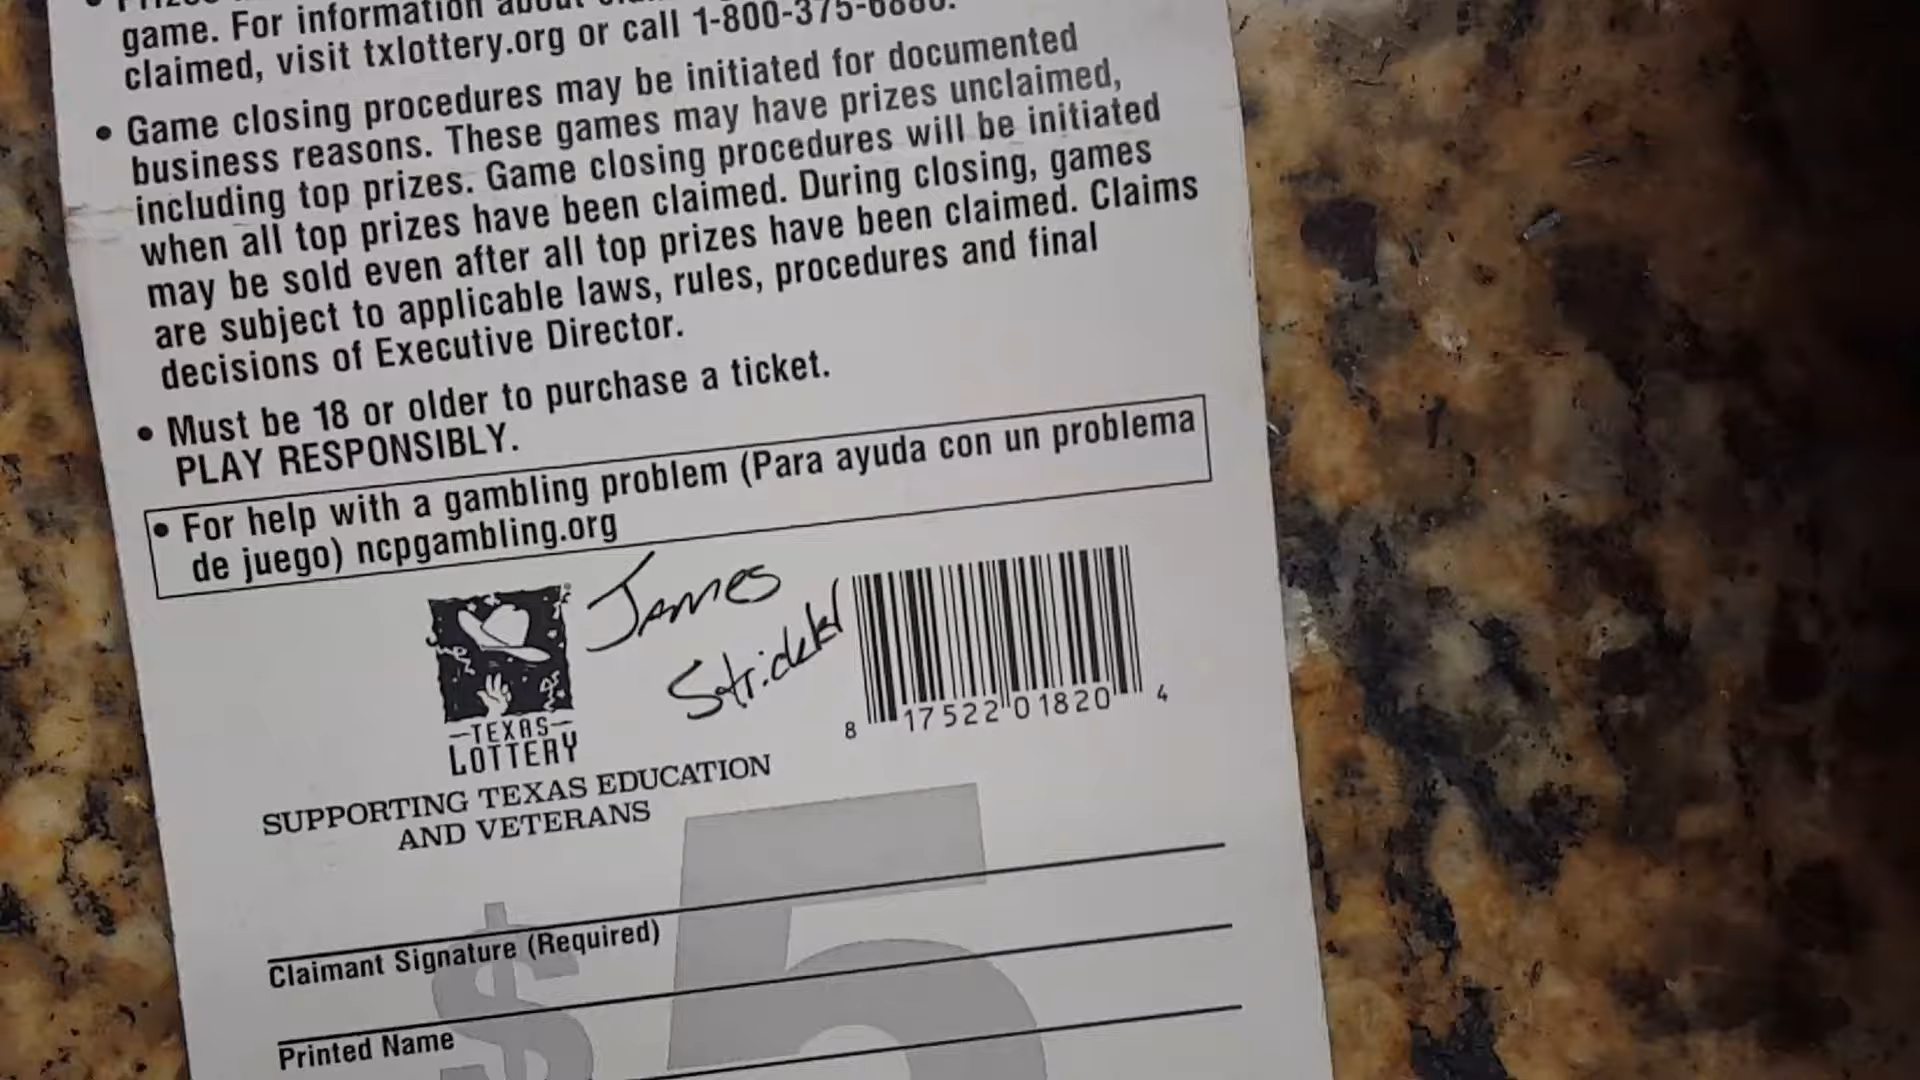 game. For information about
claimed, visit txlottery.org or call 1-800-375-6886.
• Game closing procedures may be initiated for documented
business reasons. These games may have prizes unclaimed,
including top prizes. Game closing procedures will be initiated
when all top prizes have been claimed. During closing, games
may be sold even after all top prizes have been claimed. Claims
are subject to applicable laws, rules, procedures and final
decisions of Executive Director.
• Must be 18 or older to purchase a ticket.
PLAY RESPONSIBLY.
• For help with a gambling problem (Para ayuda con un problema
de juego) ncpgambling.org
James
TEXAS
LOTTERY
8 17522 01820 4
SUPPORTING TEXAS EDUCATION
AND VETERANS
$5
Claimant Signature (Required)
Printed Name